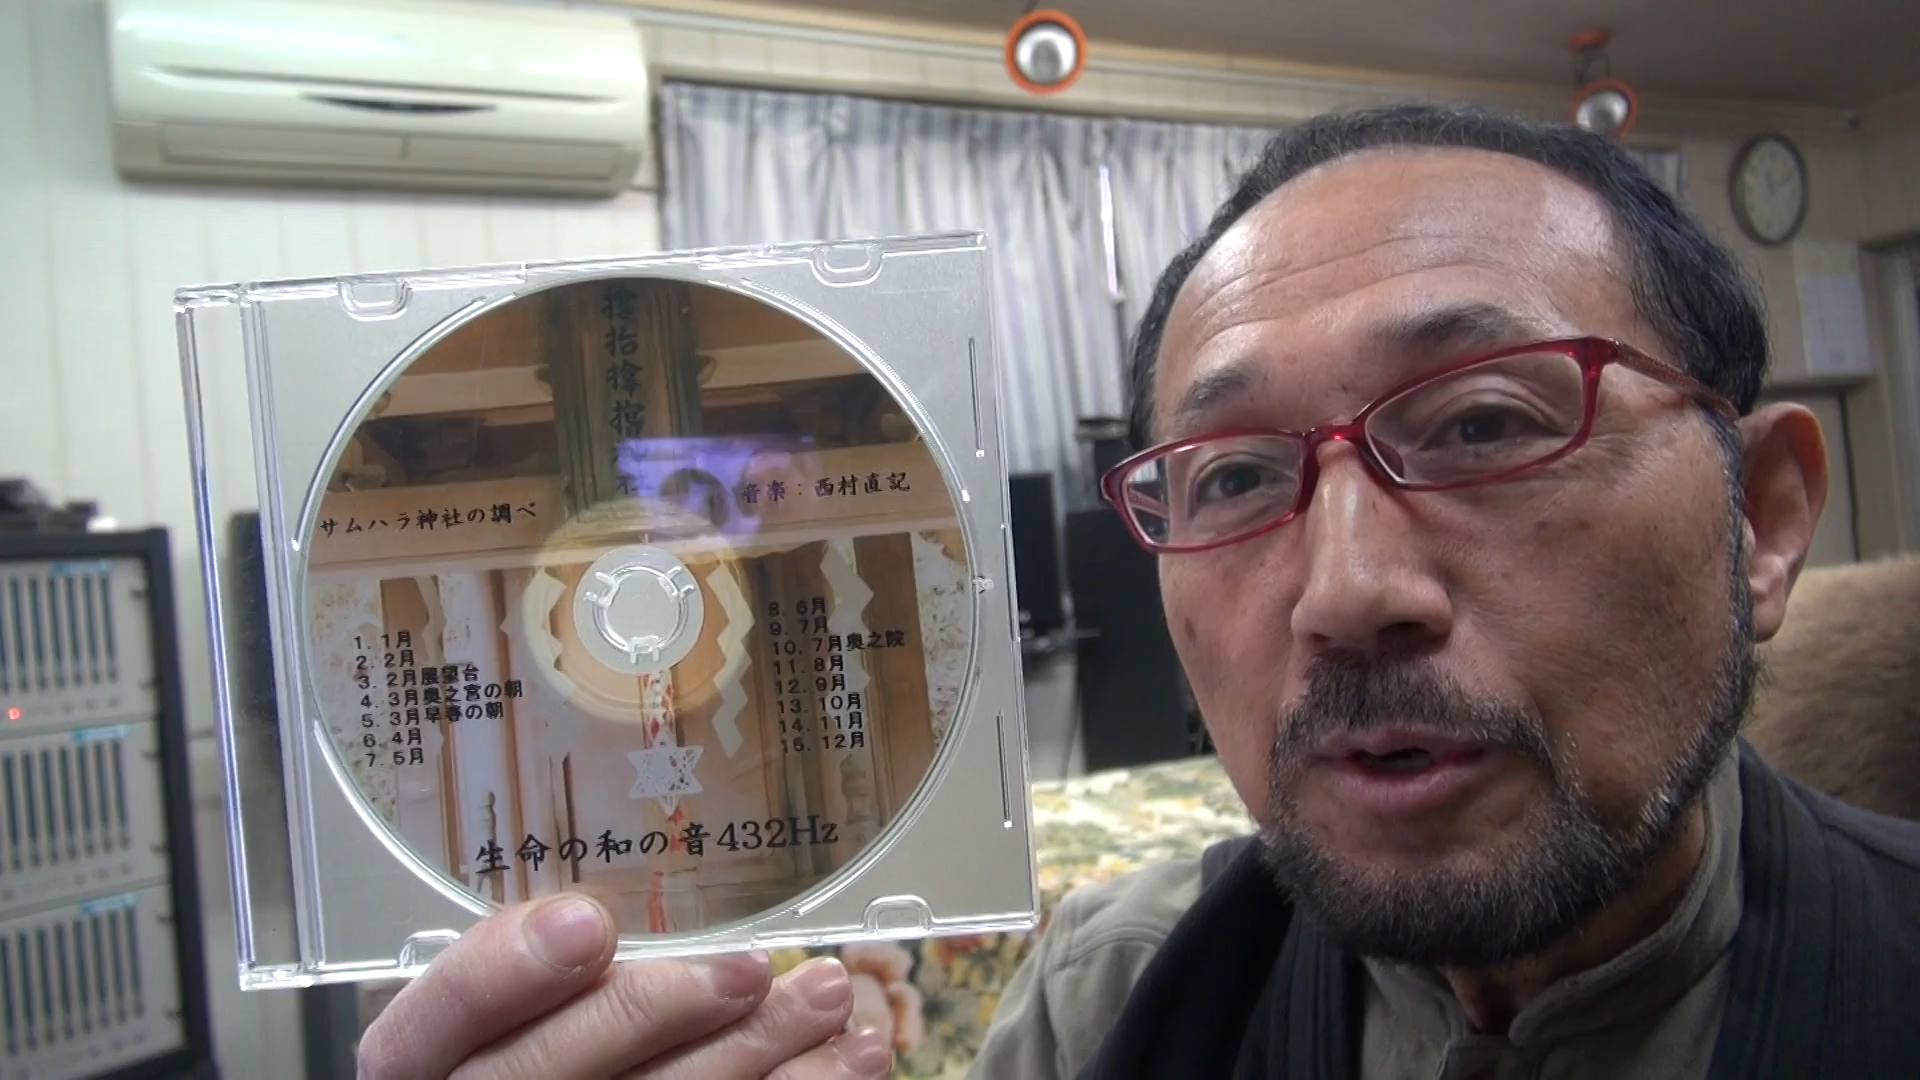 サムハラ神社の調べ
音楽：西村直記
1. 1月
2. 2月
3. 2月展望台
4. 3月奥之宮の朝
5. 3月早春の朝
6. 4月
7. 5月
8. 6月
9. 7月
10. 7月奥之院
11. 8月
12. 9月
13. 10月
14. 11月
15. 12月
生命の和の音432Hz